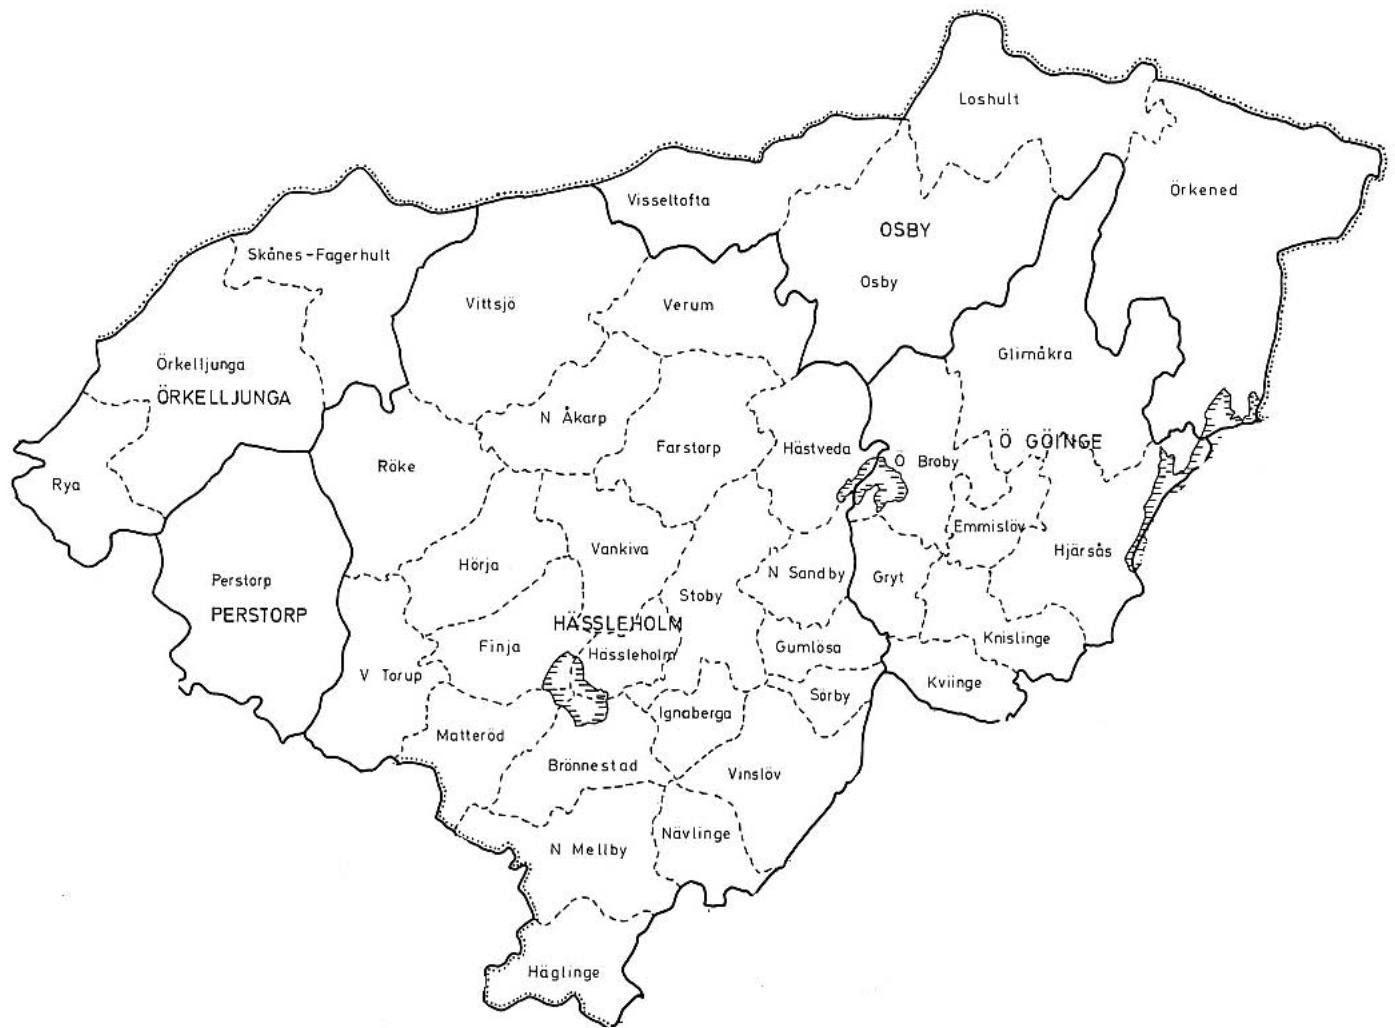 Loshult
Örkened
Visseltofta
OSBY
Skånes-Fagerhult
Osby
Vittsjö
Verum
Glimåkra
Örkelljunga
ÖRKELLJUNGA
N Åkarp
Farstorp
Hästveda
Ö GÖINGE
Ö Broby
Röke
Rya
Emmislöv
Hjärsås
Vankiva
Hörja
N Sandby
Gryt
Perstorp
PERSTORP
Stoby
HÄSSLEHOLM
Finja
Hässleholm
Gumlösa
Knislinge
V Torup
Kviinge
Sörby
Ignaberga
Matteröd
Brönnestad
Vinslöv
Nävlinge
N Mellby
Häglinge